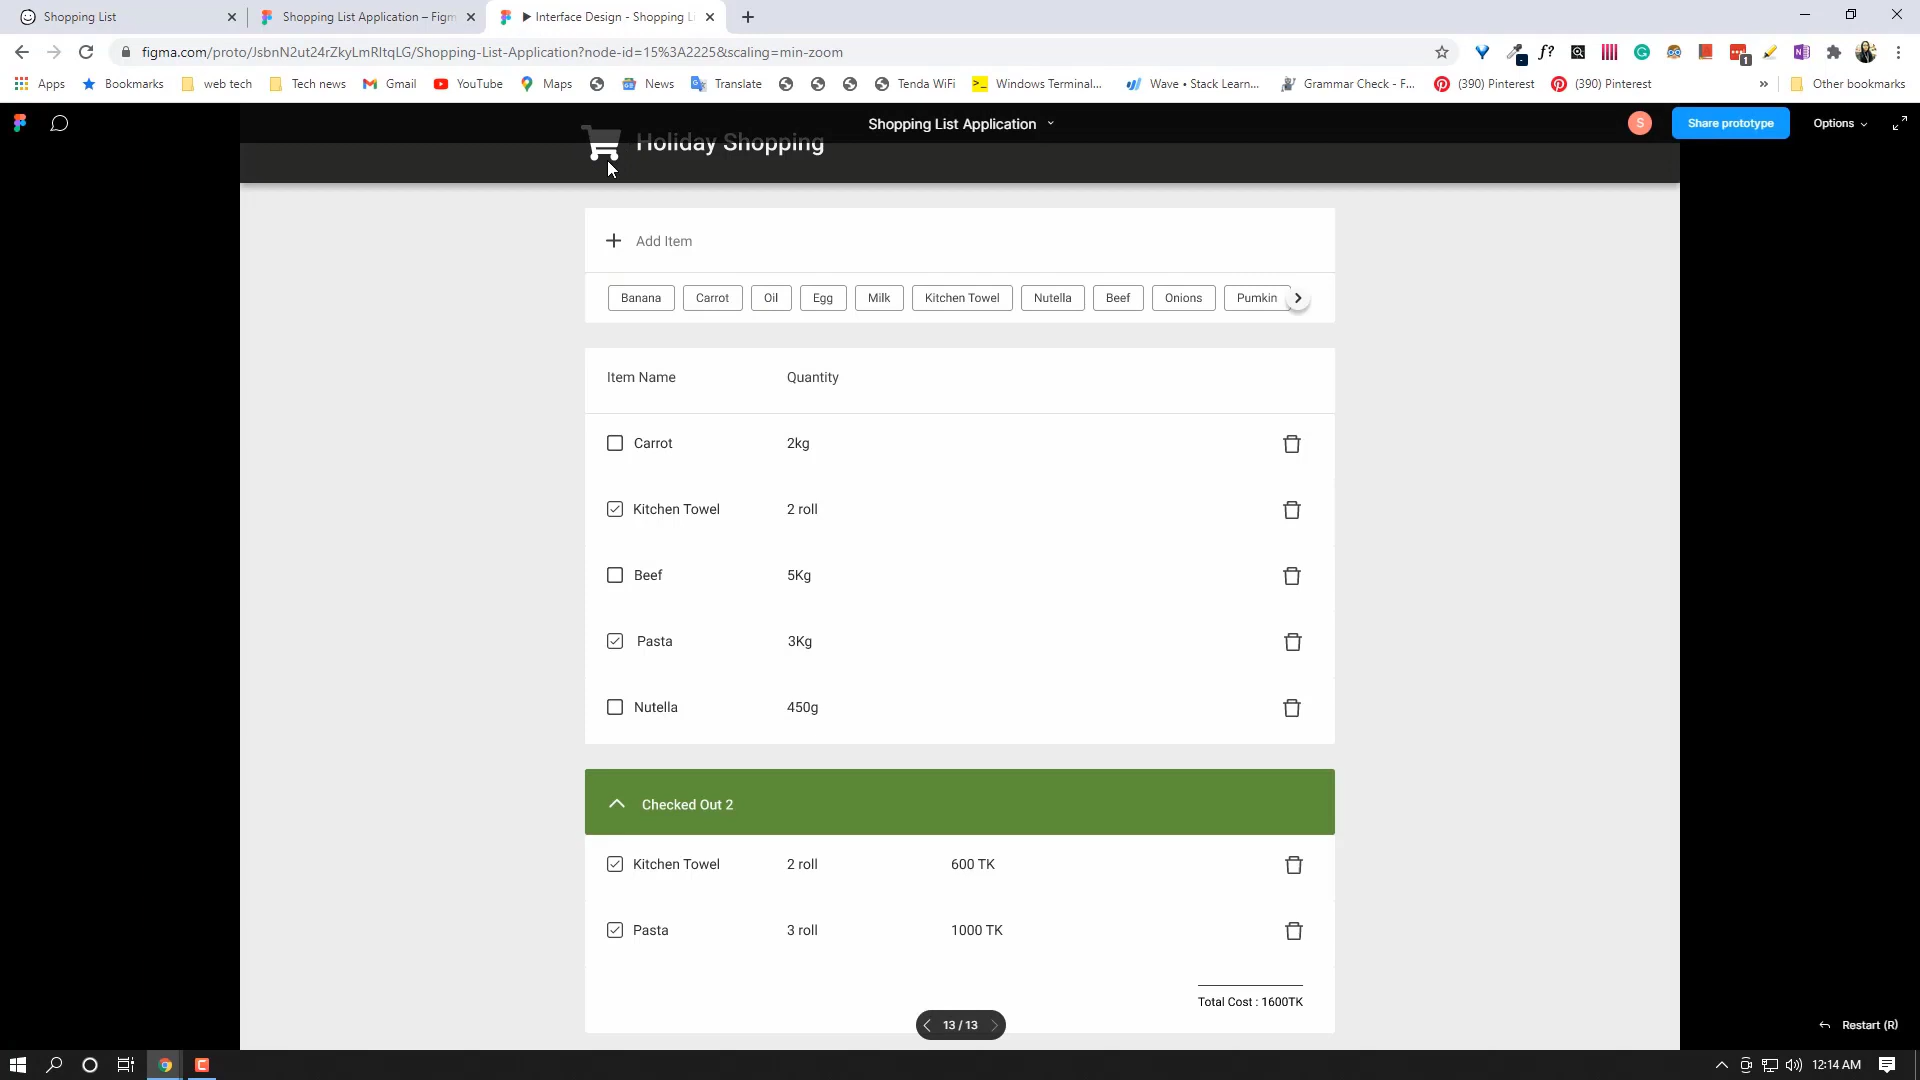 Shopping List
Shopping List Application – Figm
Interface Design - Shopping Li
figma.com/proto/JsbnN2ut24rZkyLmRItqLG/Shopping-List-Application?node-id=15%3A2225&scaling=min-zoom
f?
1
Apps Bookmarks web tech Tech news Gmail YouTube Maps News Translate Tenda WiFi Windows Terminal... Wave • Stack Learn... Grammar Check - F... (390) Pinterest (390) Pinterest » Other bookmarks
Shopping List Application
S
Share prototype
Options
Holiday Shopping
Add Item
Banana Carrot Oil Egg Milk Kitchen Towel Nutella Beef Onions Pumkin
Item Name Quantity
Carrot 2kg
Kitchen Towel 2 roll
Beef 5Kg
Pasta 3Kg
Nutella 450g
Checked Out 2
Kitchen Towel 2 roll 600 TK
Pasta 3 roll 1000 TK
Total Cost : 1600TK
13 / 13
Restart (R)
12:14 AM